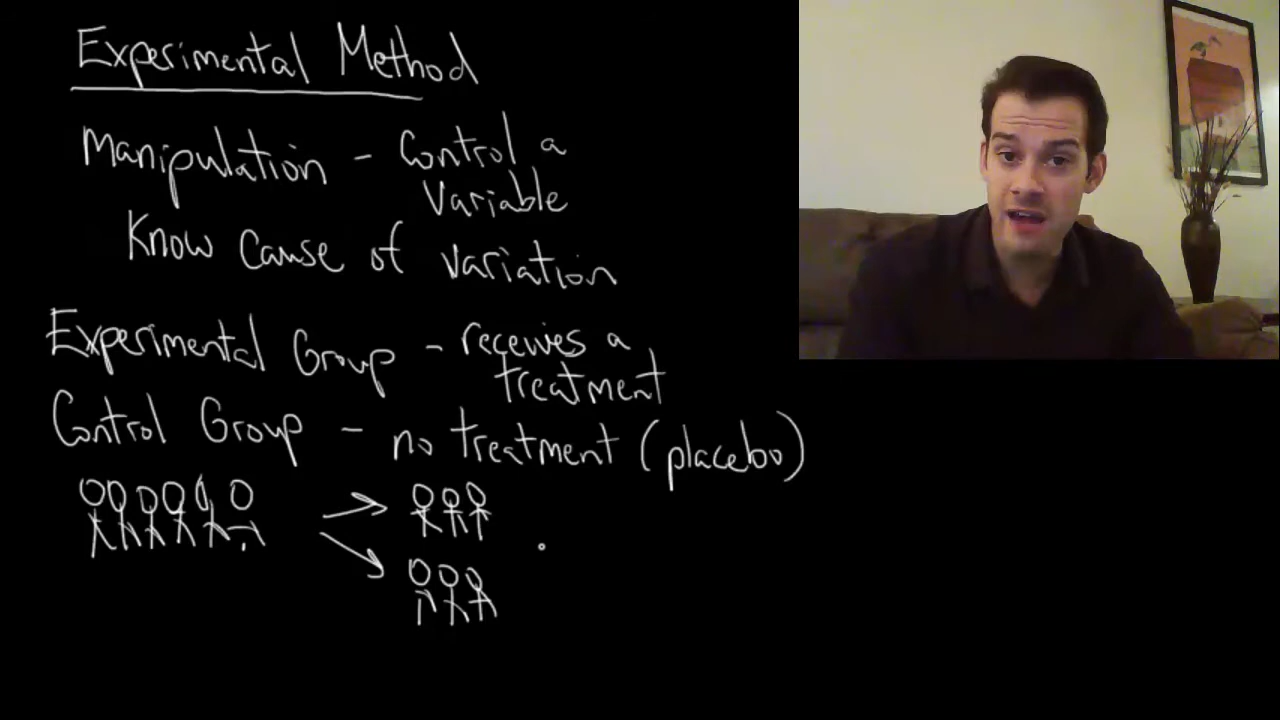 Experimental Method
Manipulation - Control a
Variable
Know Cause of variation
Experimental Group - receives a
treatment
Control Group - no treatment (placebo)